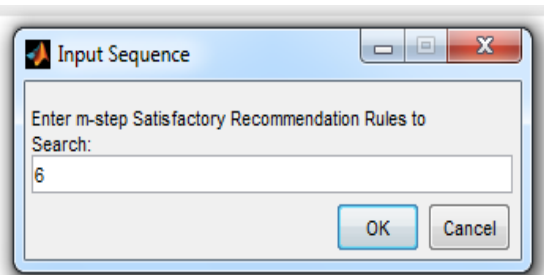 Input Sequence
Enter m-step Satisfactory Recommendation Rules to
Search:
6
OK Cancel